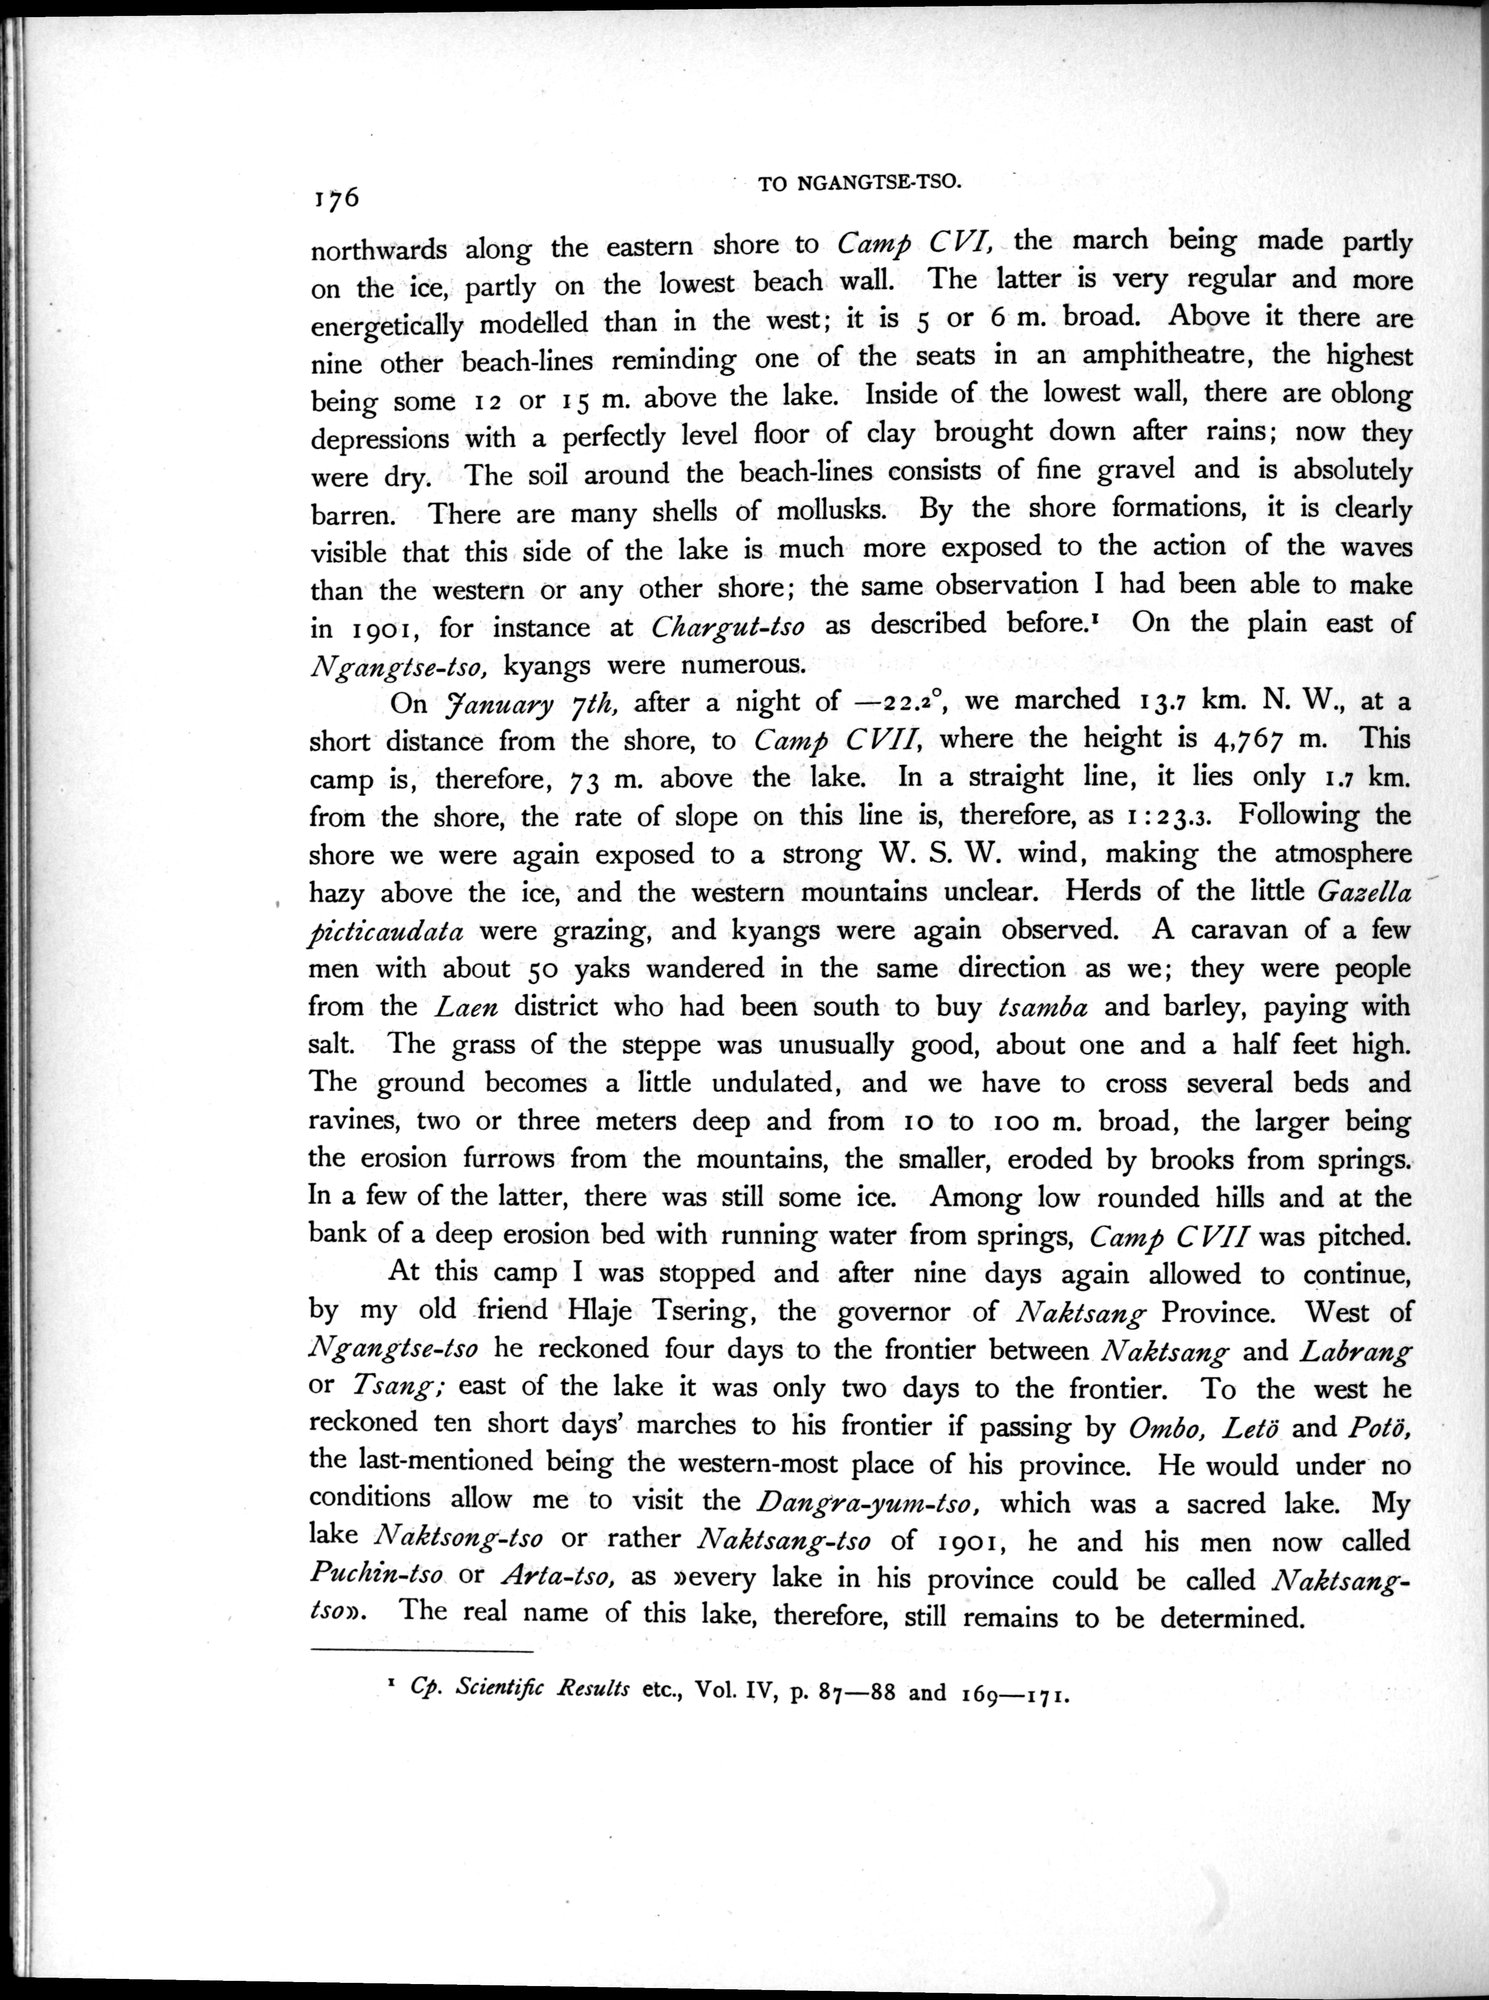 176
TO NGANGTSE-TSO.
northwards along the eastern shore to Camp CVI, the march being made partly
on the ice, partly on the lowest beach wall. The latter is very regular and more
energetically modelled than in the west; it is 5 or 6 m. broad. Above it there are
nine other beach-lines reminding one of the seats in an amphitheatre, the highest
being some 12 or 15 m. above the lake. Inside of the lowest wall, there are oblong
depressions with a perfectly level floor of clay brought down after rains; now they
were dry. The soil around the beach-lines consists of fine gravel and is absolutely
barren. There are many shells of mollusks. By the shore formations, it is clearly
visible that this side of the lake is much more exposed to the action of the waves
than the western or any other shore; the same observation I had been able to make
in 1901, for instance at Chargut-tso as described before.¹ On the plain east of
Ngangtse-tso, kyangs were numerous.
On January 7th, after a night of —22.2°, we marched 13.7 km. N. W., at a
short distance from the shore, to Camp CVII, where the height is 4,767 m. This
camp is, therefore, 73 m. above the lake. In a straight line, it lies only 1.7 km.
from the shore, the rate of slope on this line is, therefore, as 1:23.3. Following the
shore we were again exposed to a strong W. S. W. wind, making the atmosphere
hazy above the ice, and the western mountains unclear. Herds of the little Gazella
picticaudata were grazing, and kyangs were again observed. A caravan of a few
men with about 50 yaks wandered in the same direction as we; they were people
from the Laen district who had been south to buy tsamba and barley, paying with
salt. The grass of the steppe was unusually good, about one and a half feet high.
The ground becomes a little undulated, and we have to cross several beds and
ravines, two or three meters deep and from 10 to 100 m. broad, the larger being
the erosion furrows from the mountains, the smaller, eroded by brooks from springs.
In a few of the latter, there was still some ice. Among low rounded hills and at the
bank of a deep erosion bed with running water from springs, Camp CVII was pitched.
At this camp I was stopped and after nine days again allowed to continue,
by my old friend Hlaje Tsering, the governor of Naktsang Province. West of
Ngangtse-tso he reckoned four days to the frontier between Naktsang and Labrang
or Tsang; east of the lake it was only two days to the frontier. To the west he
reckoned ten short days’ marches to his frontier if passing by Ombo, Letö and Potö,
the last-mentioned being the western-most place of his province. He would under no
conditions allow me to visit the Dangra-yum-tso, which was a sacred lake. My
lake Naktsong-tso or rather Naktsang-tso of 1901, he and his men now called
Puchin-tso or Arta-tso, as »every lake in his province could be called Naktsang-
tso». The real name of this lake, therefore, still remains to be determined.
¹ Cp. Scientific Results etc., Vol. IV, p. 87—88 and 169—171.